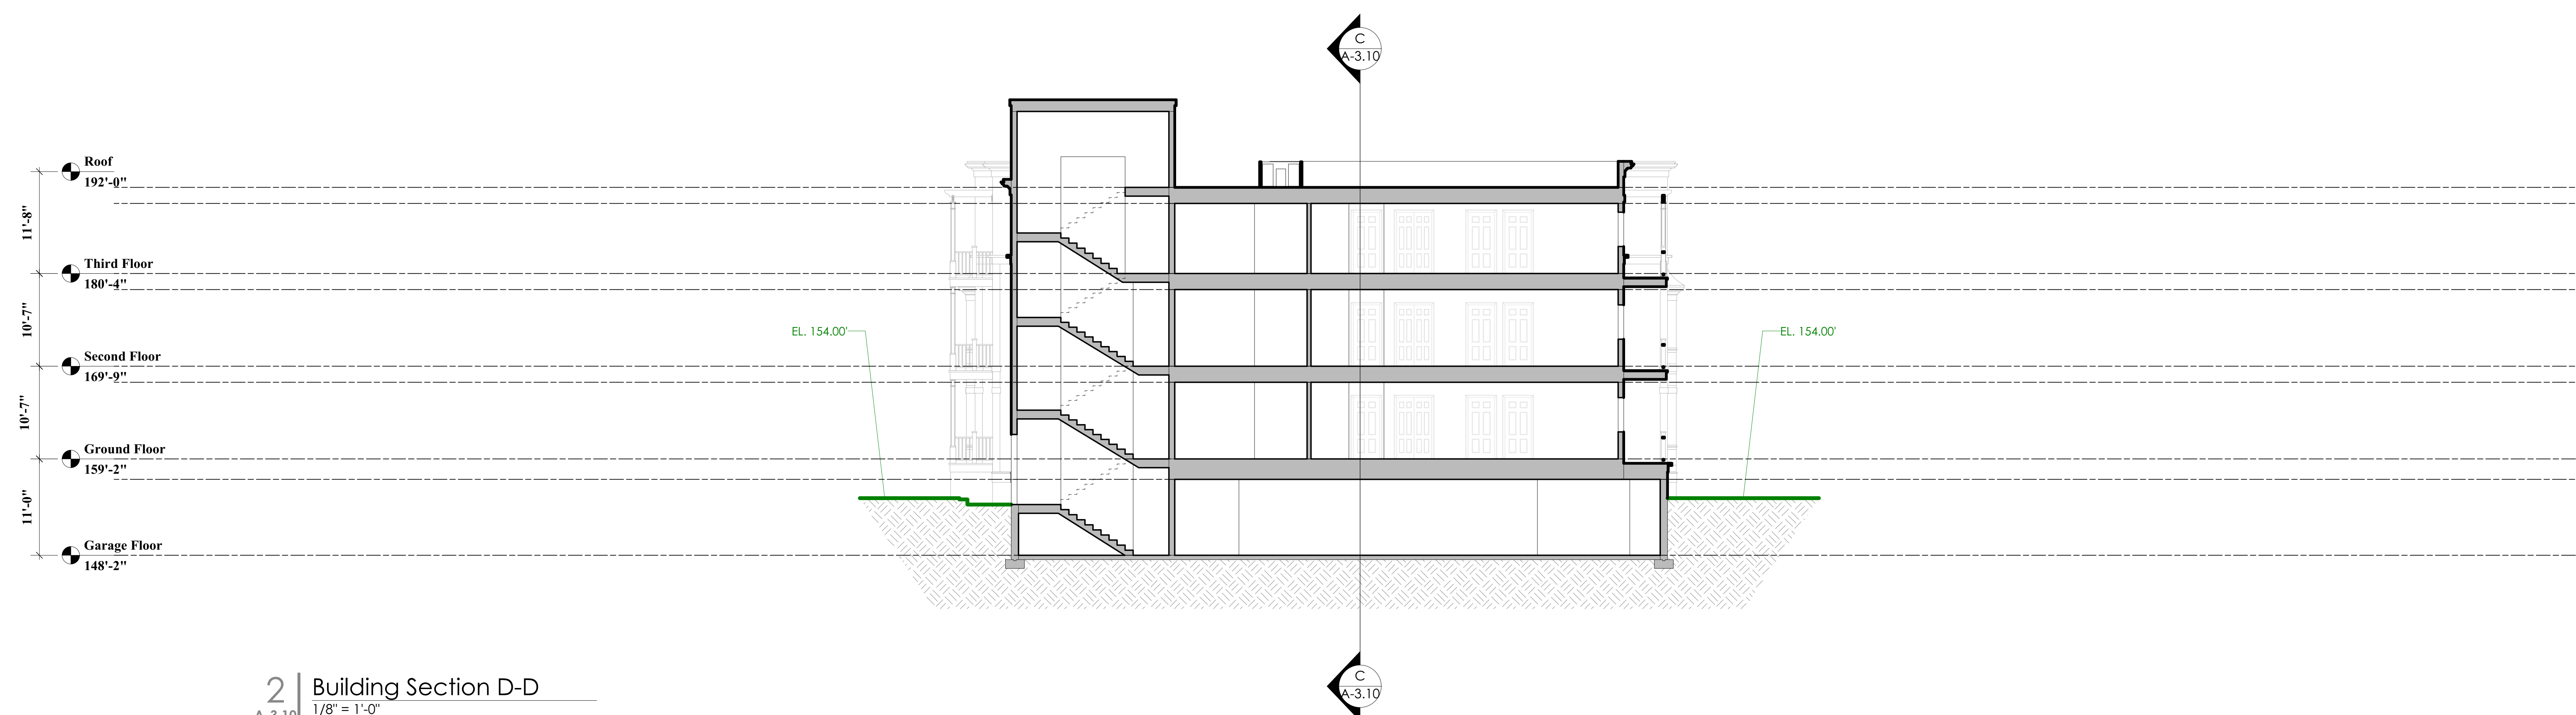 C
A-3.10
Roof
192'-0"
11'-8"
Third Floor
180'-4"
10'-7"
EL. 154.00'
EL. 154.00'
Second Floor
169'-9"
10'-7"
Ground Floor
159'-2"
11'-0"
Garage Floor
148'-2"
C
A-3.10
2
Building Section D-D
A-3.10
1/8" = 1'-0"